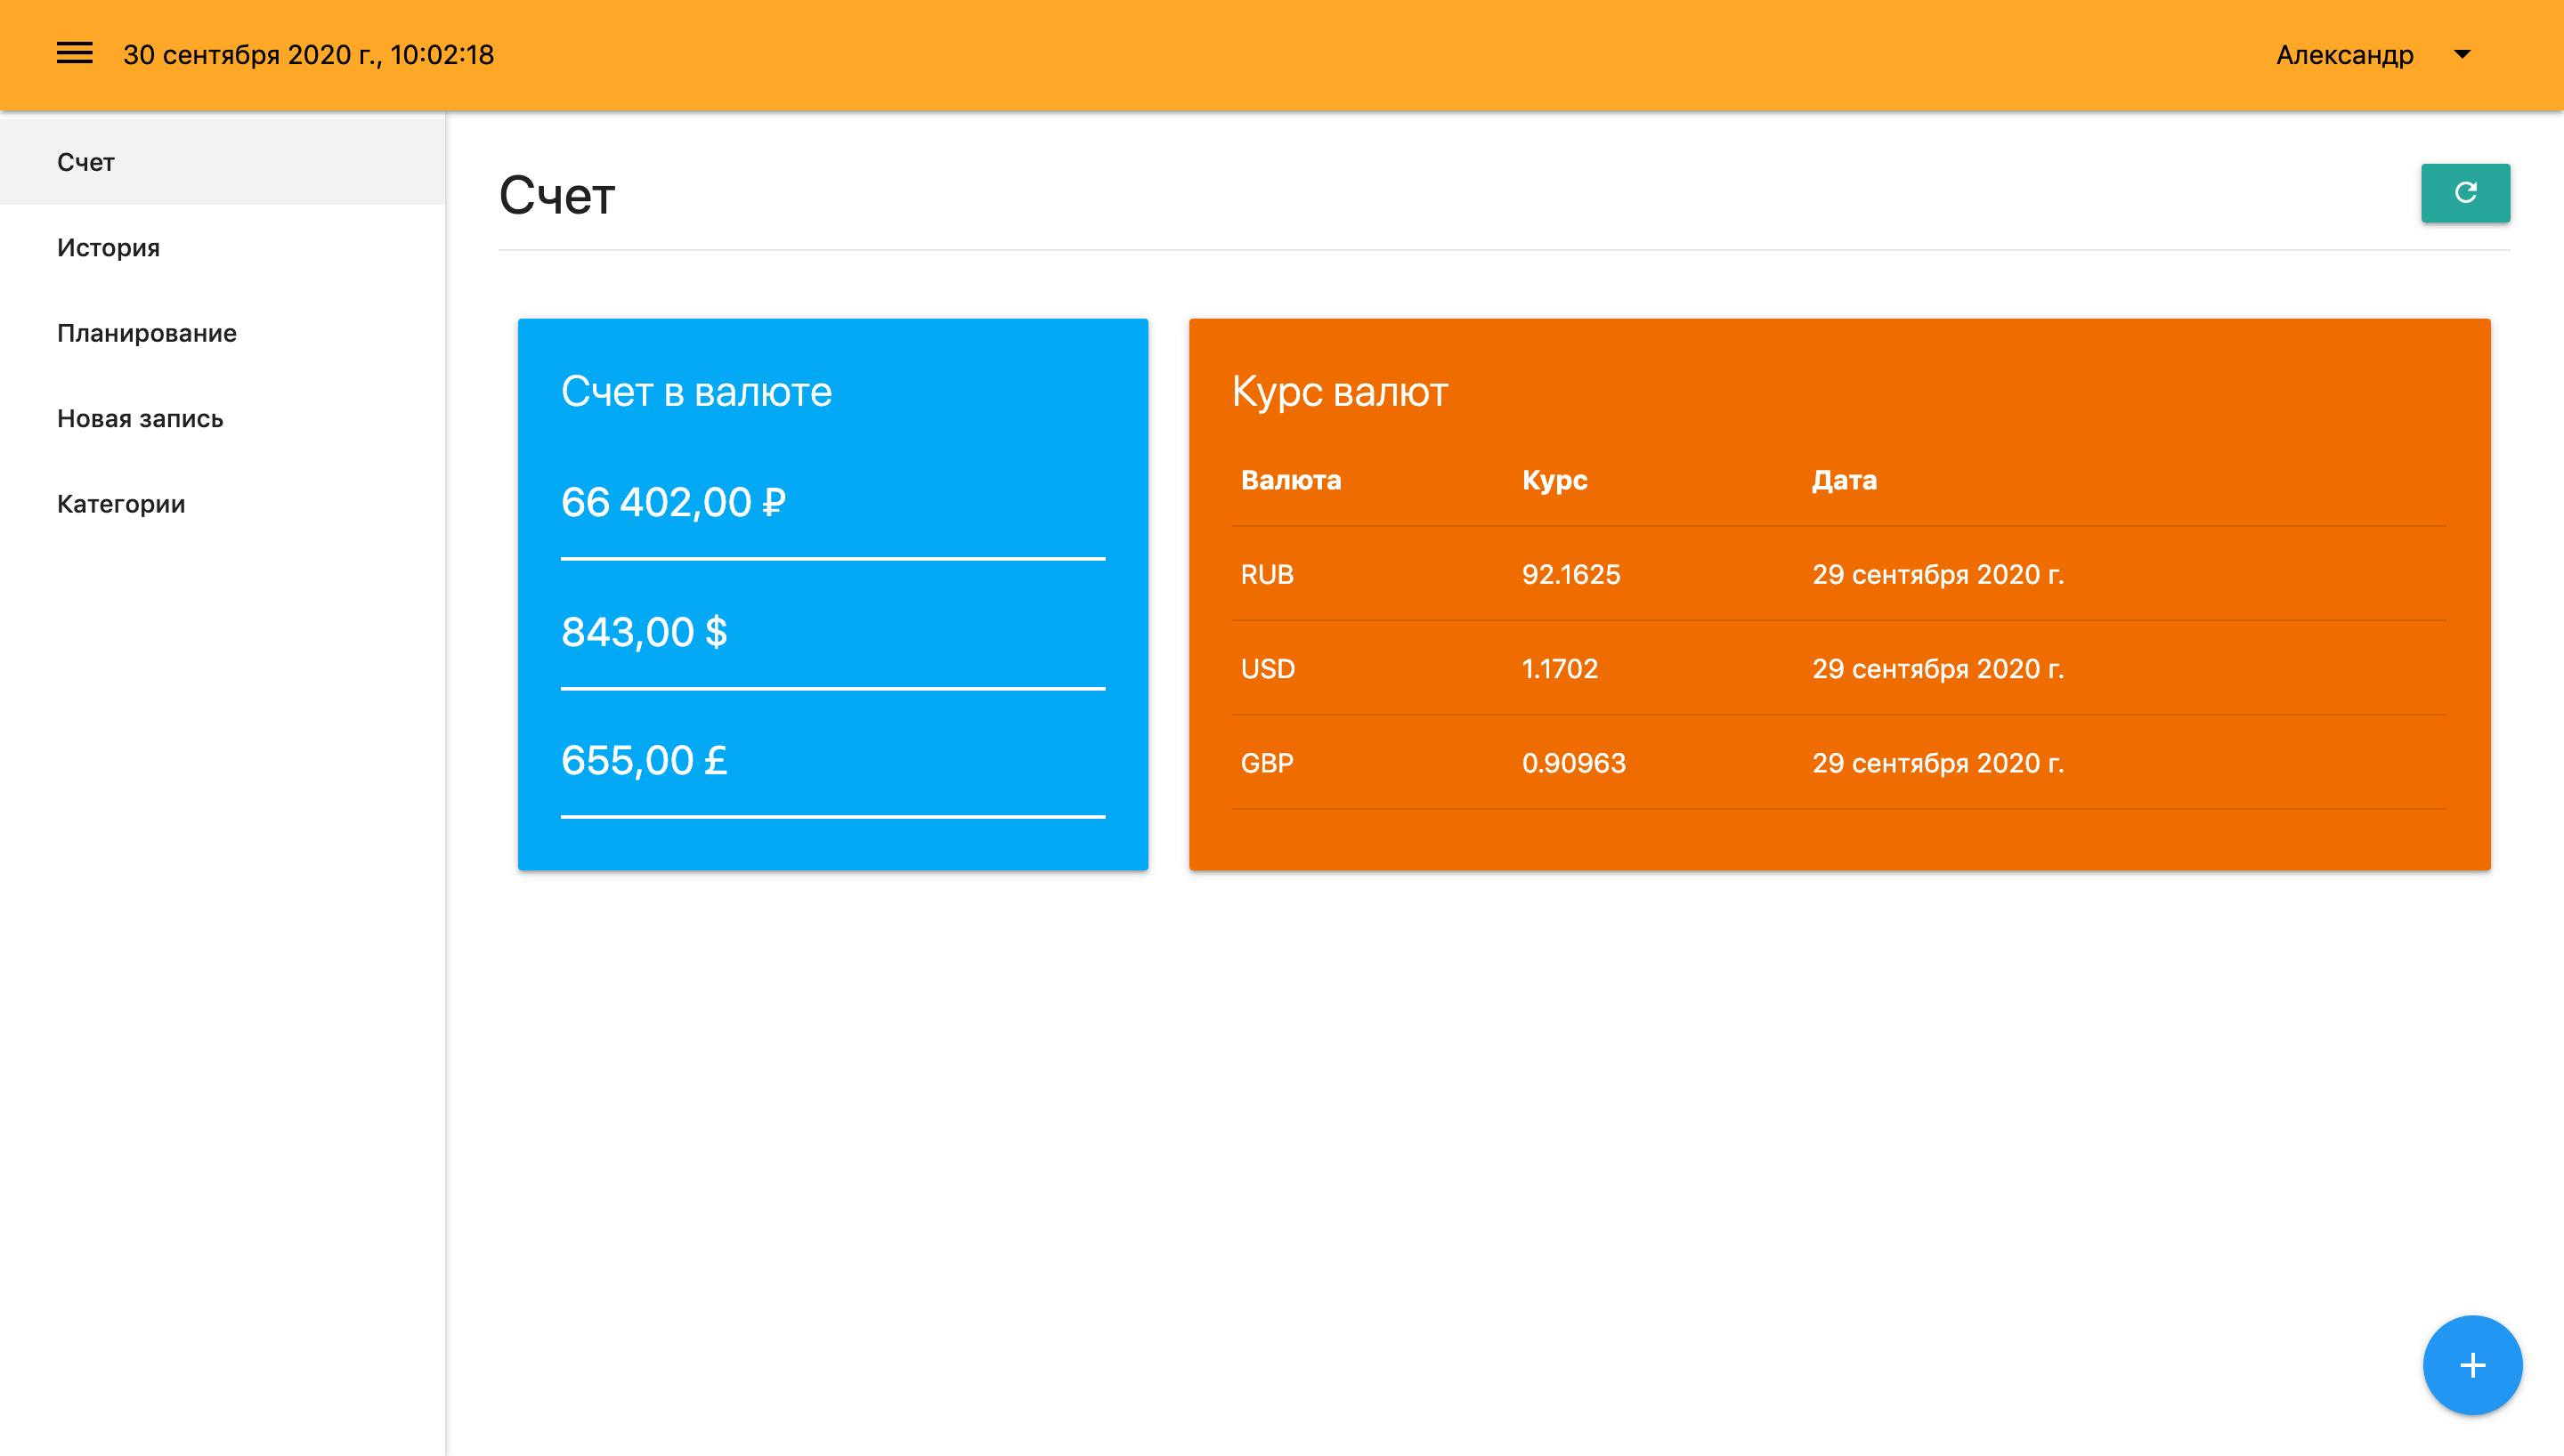 30 сентября 2020 г., 10:02:18
Александр
Счет
История
Планирование
Новая запись
Категории
Счет
Счет в валюте
66 402,00 ₽
843,00 $
655,00 £
Курс валют
Валюта Курс Дата
RUB 92.1625 29 сентября 2020 г.
USD 1.1702 29 сентября 2020 г.
GBP 0.90963 29 сентября 2020 г.